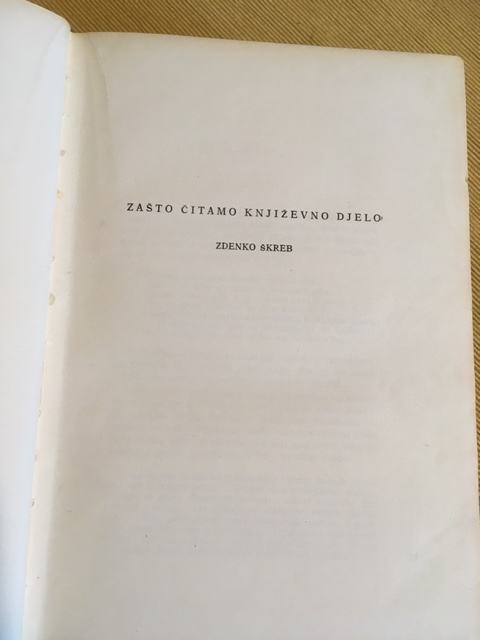 ZAŠTO ČITAMO KNJIŽEVNO DJELO
ZDENKO ŠKREB